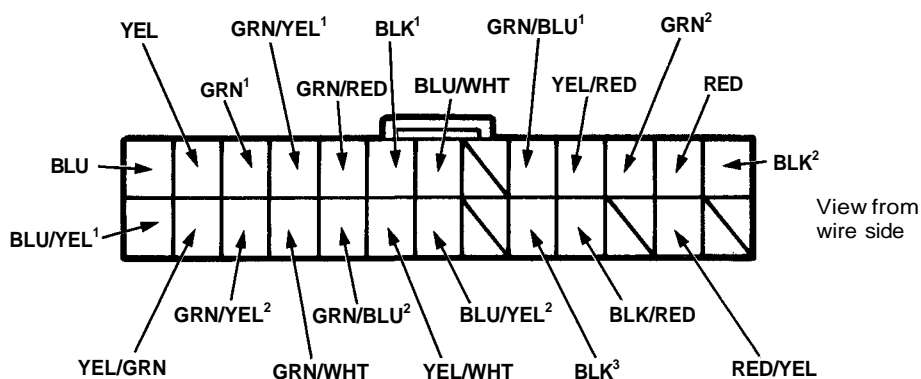 YEL GRN/YEL¹ BLK¹ GRN/BLU¹ GRN²
GRN¹ GRN/RED BLU/WHT YEL/RED RED
BLU BLK²
View from
wire side
BLU/YEL¹
GRN/YEL² GRN/BLU² BLU/YEL² BLK/RED
YEL/GRN GRN/WHT YEL/WHT BLK³ RED/YEL